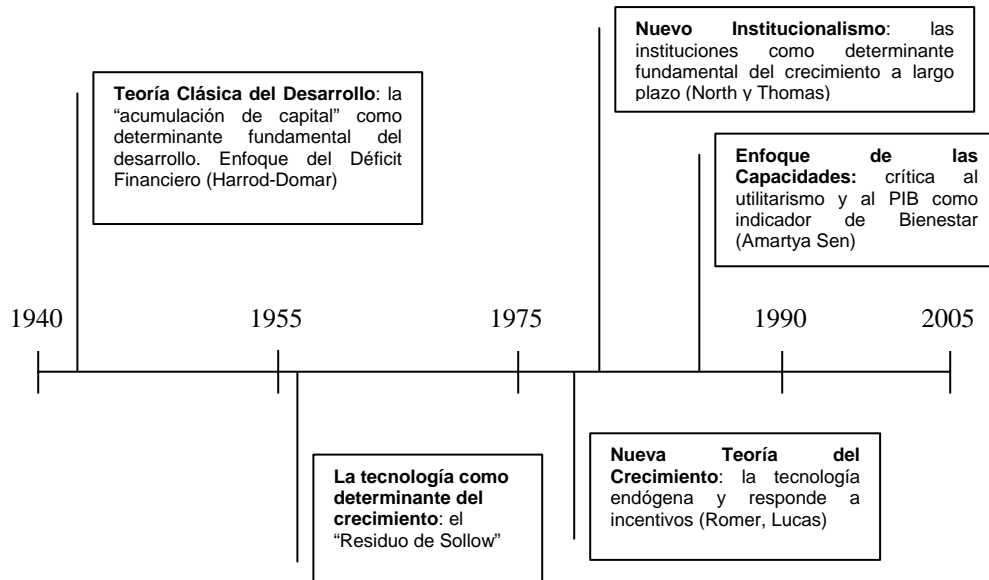 Nuevo Institucionalismo: las
instituciones como determinante
fundamental del crecimiento a largo
plazo (North y Thomas)
Teoría Clásica del Desarrollo: la
“acumulación de capital” como
determinante fundamental del
desarrollo. Enfoque del Déficit
Financiero (Harrod-Domar)
Enfoque de las
Capacidades: crítica al
utilitarismo y al PIB como
indicador de Bienestar
(Amartya Sen)
1940 1955 1975 1990 2005
La tecnología como
determinante del
crecimiento: el
“Residuo de Sollow”
Nueva Teoría del
Crecimiento: la tecnología
endógena y responde a
incentivos (Romer, Lucas)